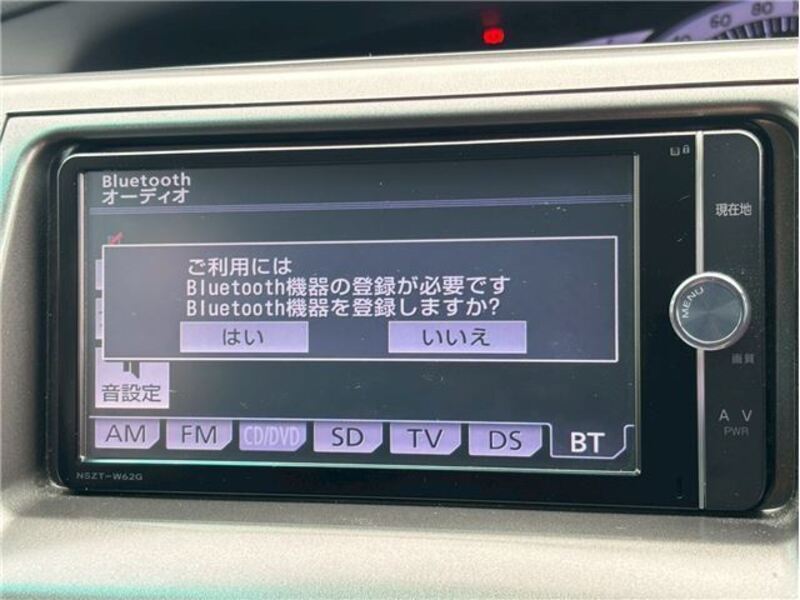 60
Bluetooth
オーディオ
現在地
ご利用には
Bluetooth機器の登録が必要です
Bluetooth機器を登録しますか?
はい
いいえ
MENU
画質
音設定
AM
FM
CD/DVD
SD
TV
DS
BT
A V
PWR
NSZT-W62G